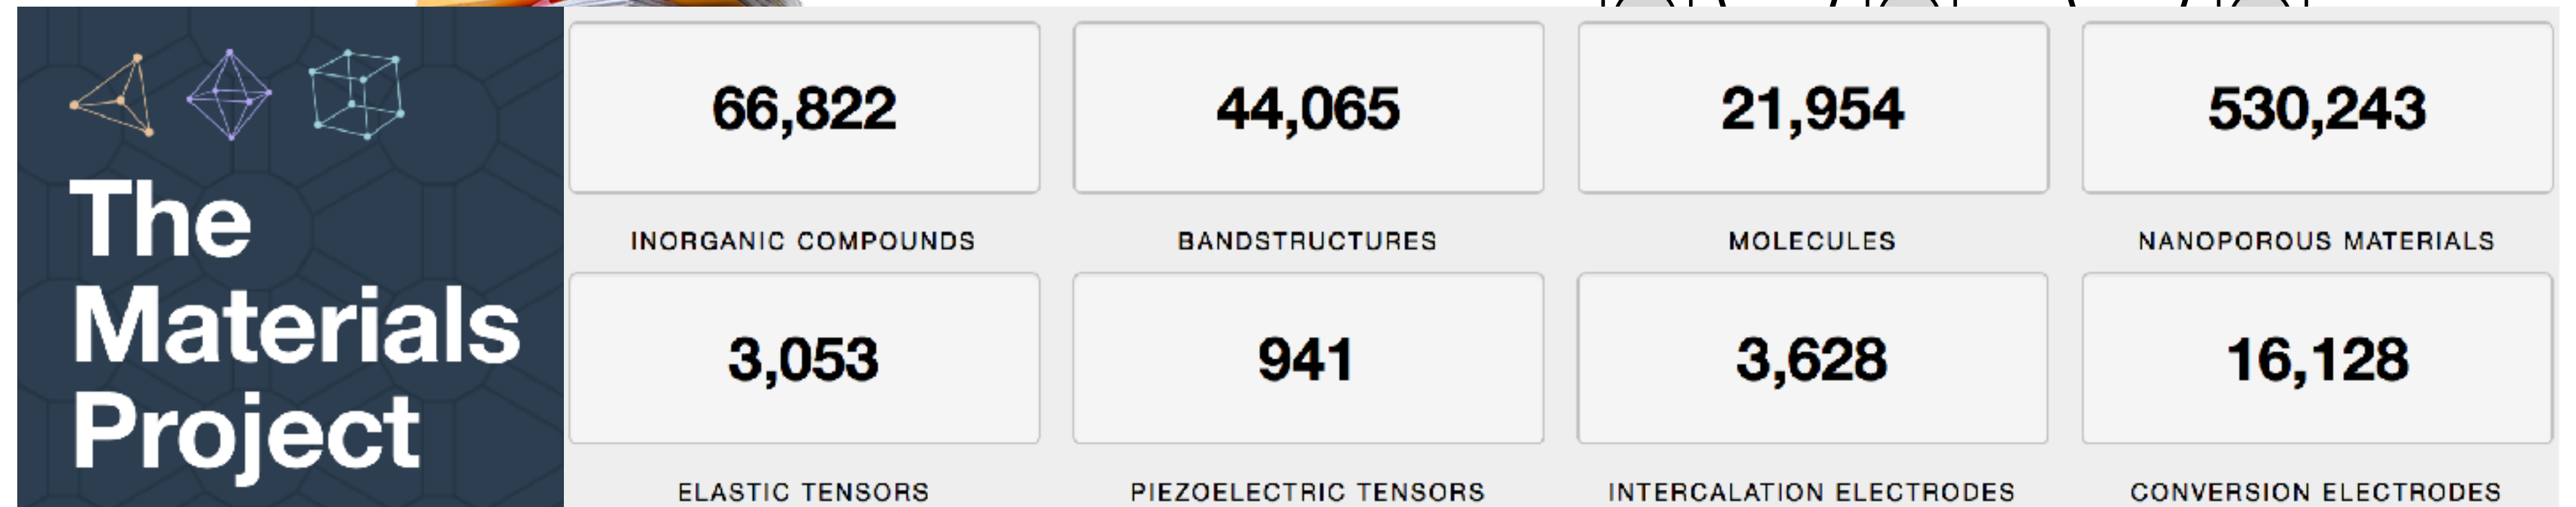 The
Materials
Project
66,822
44,065
21,954
530,243
INORGANIC COMPOUNDS
BANDSTRUCTURES
MOLECULES
NANOPOROUS MATERIALS
3,053
941
3,628
16,128
ELASTIC TENSORS
PIEZOELECTRIC TENSORS
INTERCALATION ELECTRODES
CONVERSION ELECTRODES